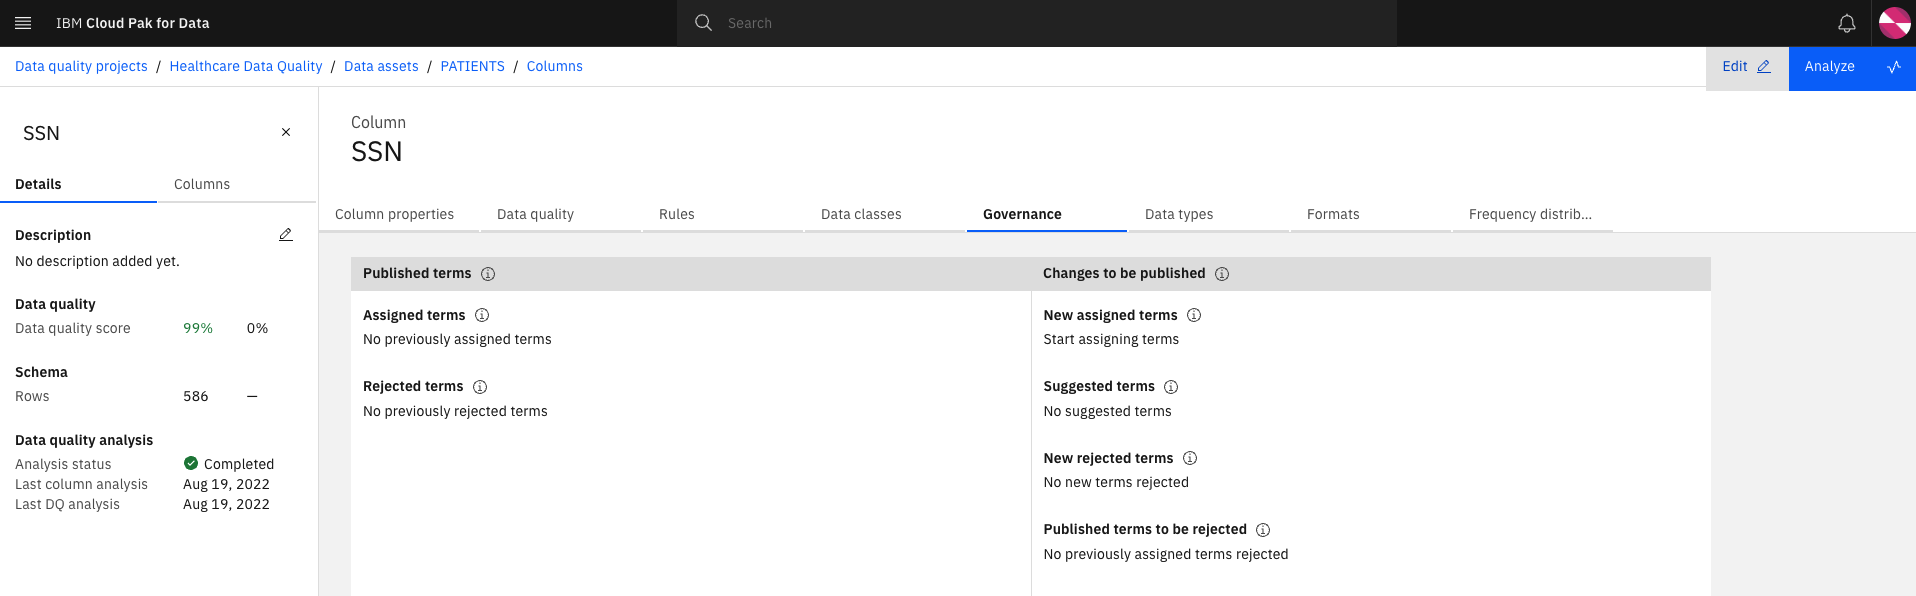 IBM Cloud Pak for Data
Search
Data quality projects / Healthcare Data Quality / Data assets / PATIENTS / Columns
Edit
Analyze
SSN
Details
Columns
Description
No description added yet.
Data quality
Data quality score 99% 0%
Schema
Rows 586 —
Data quality analysis
Analysis status Completed
Last column analysis Aug 19, 2022
Last DQ analysis Aug 19, 2022
Column
SSN
Column properties
Data quality
Rules
Data classes
Governance
Data types
Formats
Frequency distrib...
Published terms
Assigned terms
No previously assigned terms
Rejected terms
No previously rejected terms
Changes to be published
New assigned terms
Start assigning terms
Suggested terms
No suggested terms
New rejected terms
No new terms rejected
Published terms to be rejected
No previously assigned terms rejected